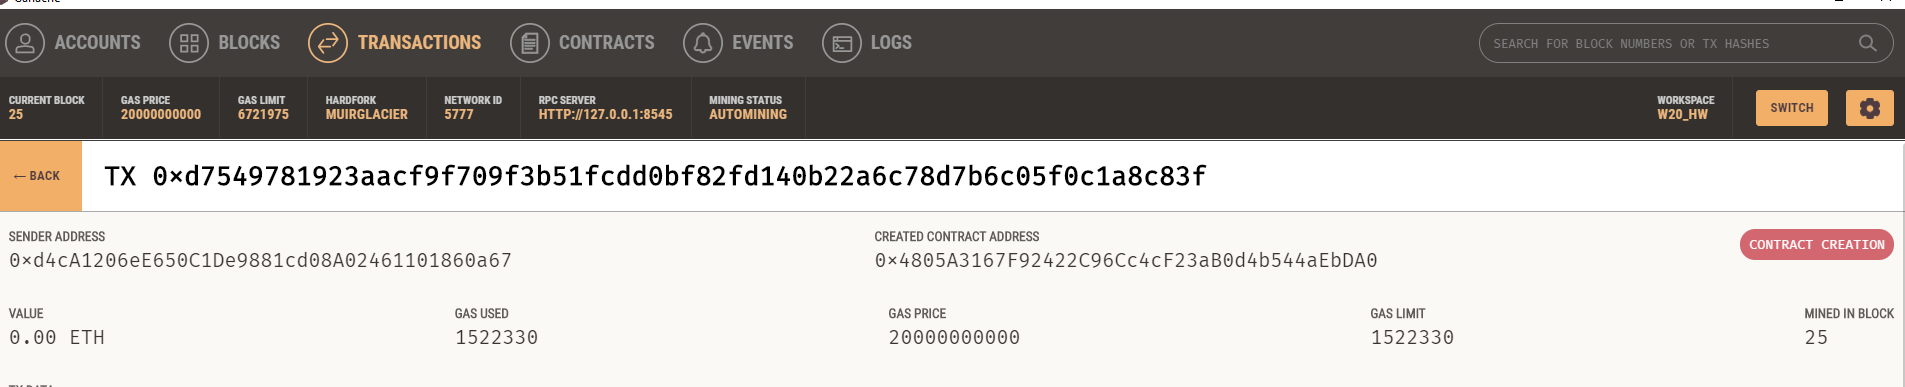 ACCOUNTS BLOCKS TRANSACTIONS CONTRACTS EVENTS LOGS SEARCH FOR BLOCK NUMBERS OR TX HASHES
CURRENT BLOCK GAS PRICE GAS LIMIT HARDFORK NETWORK ID RPC SERVER MINING STATUS WORKSPACE
25 20000000000 6721975 MUIRGLACIER 5777 HTTP://127.0.0.1:8545 AUTOMINING W20_HW SWITCH
← BACK TX 0×d7549781923aacf9f709f3b51fcdd0bf82fd140b22a6c78d7b6c05f0c1a8c83f
SENDER ADDRESS CREATED CONTRACT ADDRESS
0×d4cA1206eE650C1De9881cd08A02461101860a67 0×4805A3167F92422C96Cc4cF23aB0d4b544aEbDA0 CONTRACT CREATION
VALUE GAS USED GAS PRICE GAS LIMIT MINED IN BLOCK
0.00 ETH 1522330 20000000000 1522330 25